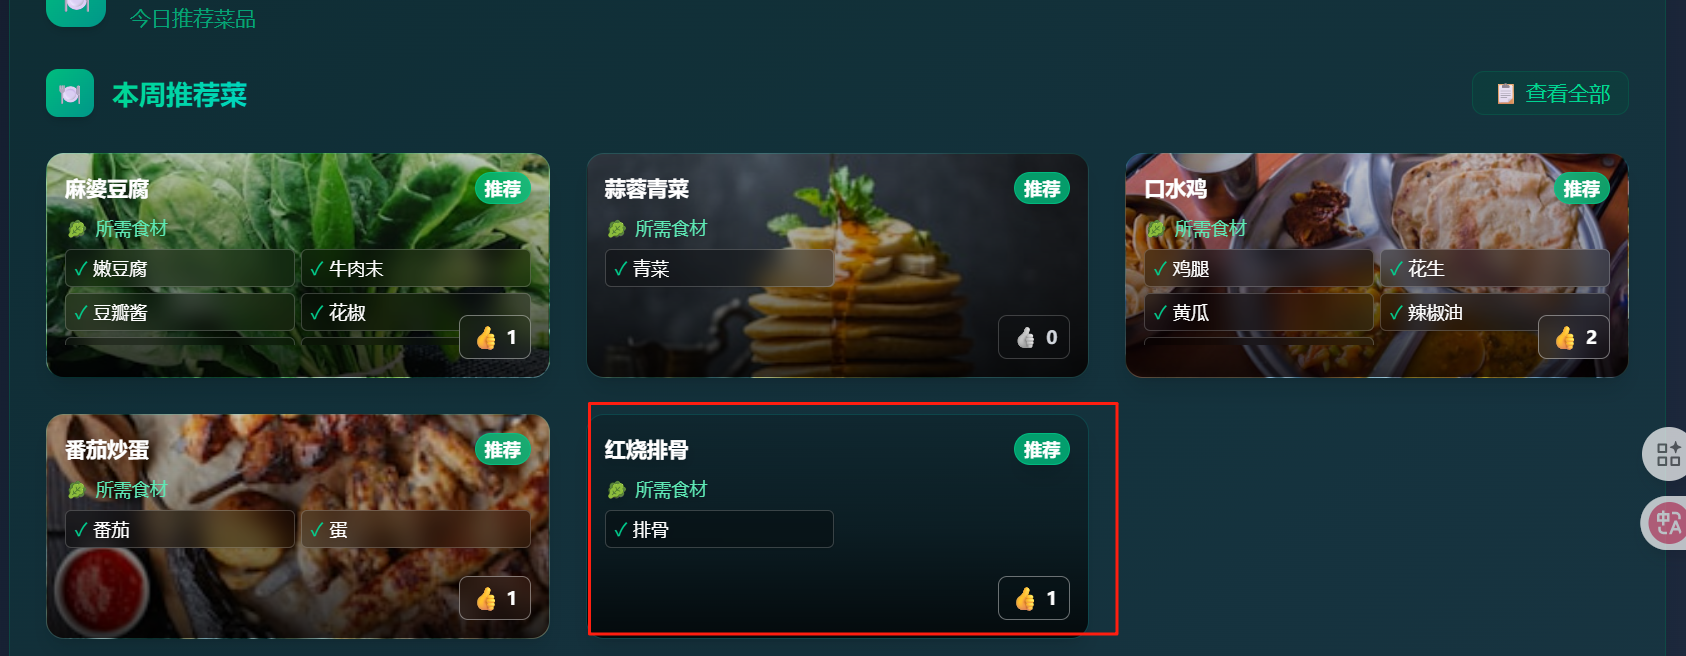 今日推荐菜品
本周推荐菜
查看全部
麻婆豆腐
推荐
所需食材
✓ 嫩豆腐
✓ 牛肉末
✓ 豆瓣酱
✓ 花椒
1
蒜蓉青菜
推荐
所需食材
✓ 青菜
0
口水鸡
推荐
所需食材
✓ 鸡腿
✓ 花生
✓ 黄瓜
✓ 辣椒油
2
番茄炒蛋
推荐
所需食材
✓ 番茄
✓ 蛋
1
红烧排骨
推荐
所需食材
✓ 排骨
1
中A